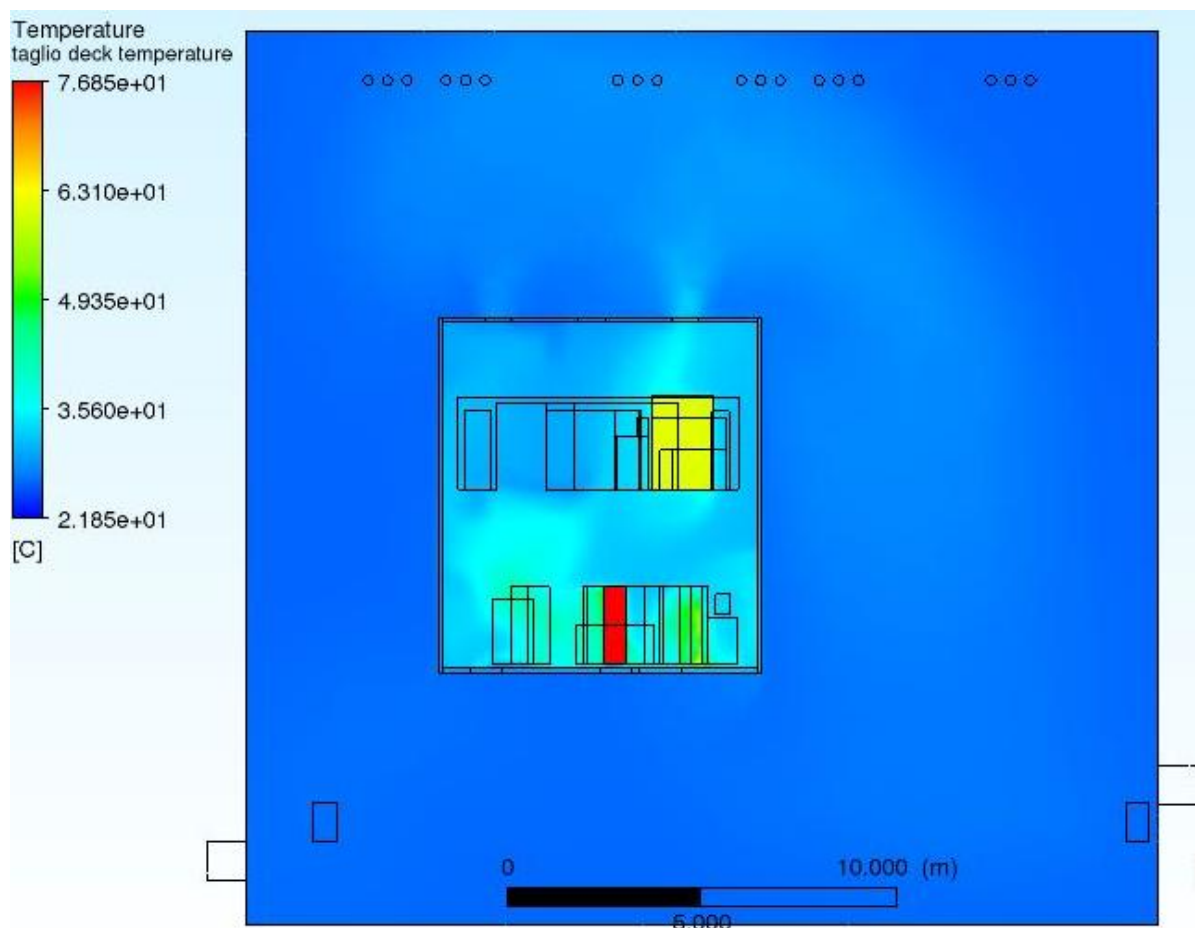 Temperature
taglio deck temperature
7.685e+01
6.310e+01
4.935e+01
3.560e+01
2.185e+01
[C]
0 10.000 (m)
5.000